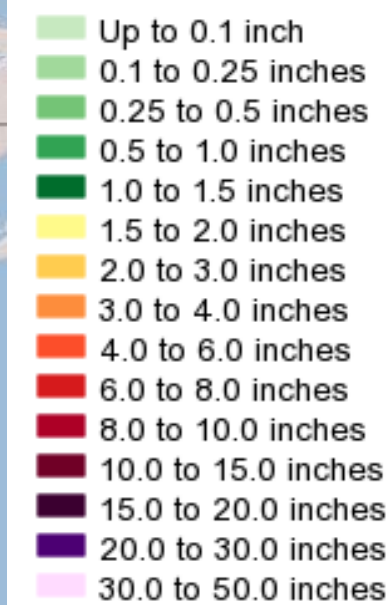 Up to 0.1 inch
0.1 to 0.25 inches
0.25 to 0.5 inches
0.5 to 1.0 inches
1.0 to 1.5 inches
1.5 to 2.0 inches
2.0 to 3.0 inches
3.0 to 4.0 inches
4.0 to 6.0 inches
6.0 to 8.0 inches
8.0 to 10.0 inches
10.0 to 15.0 inches
15.0 to 20.0 inches
20.0 to 30.0 inches
30.0 to 50.0 inches